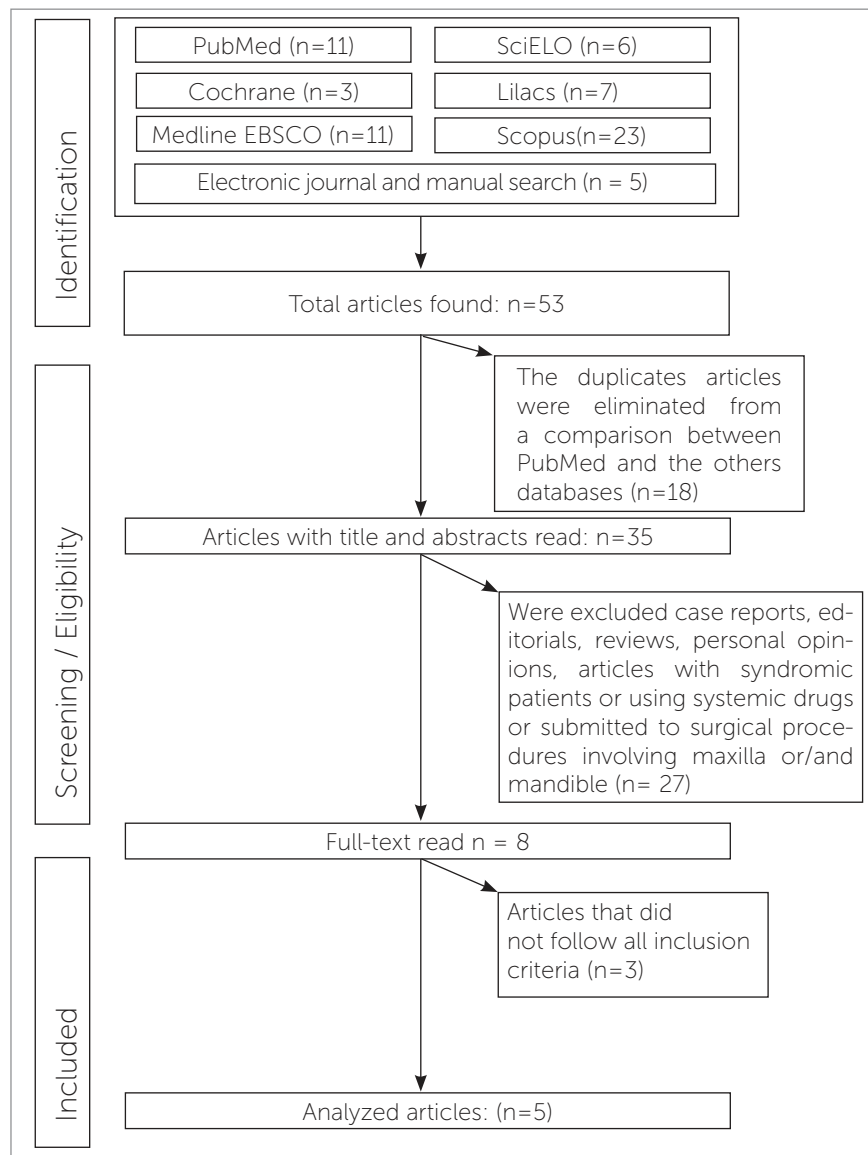 Identification
PubMed (n=11)
SciELO (n=6)
Cochrane (n=3)
Lilacs (n=7)
Medline EBSCO (n=11)
Scopus(n=23)
Electronic journal and manual search (n = 5)
Total articles found: n=53
Screening / Eligibility
The duplicates articles
were eliminated from
a comparison between
PubMed and the others
databases (n=18)
Articles with title and abstracts read: n=35
Were excluded case reports, ed-
itorials, reviews, personal opin-
ions, articles with syndromic
patients or using systemic drugs
or submitted to surgical proce-
dures involving maxilla or/and
mandible (n= 27)
Full-text read n = 8
Included
Articles that did
not follow all inclusion
criteria (n=3)
Analyzed articles: (n=5)